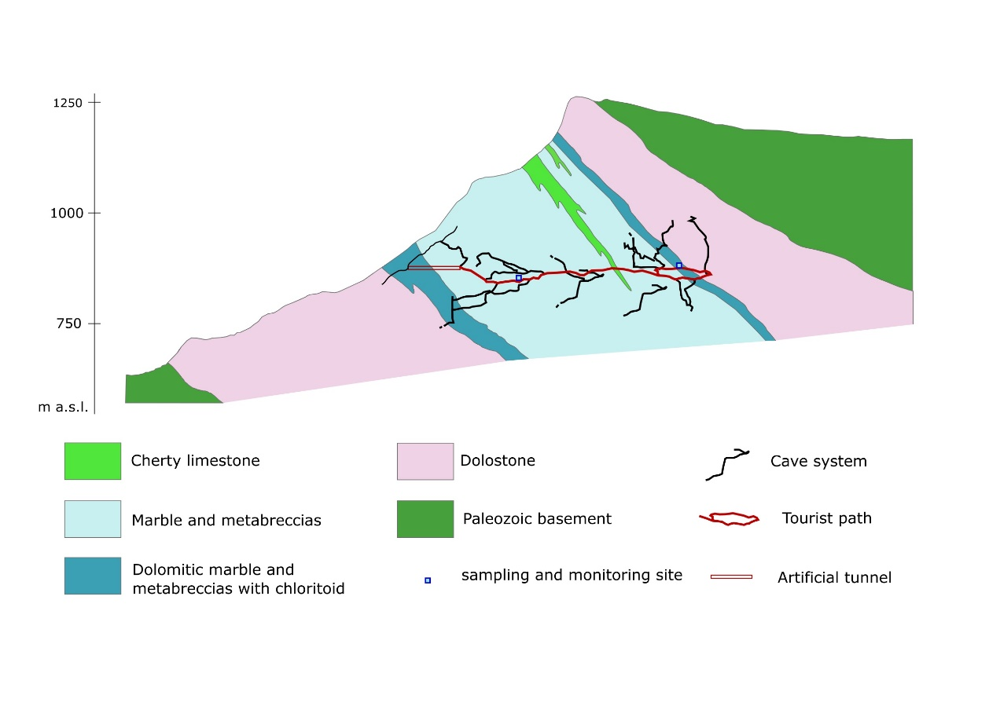 1250
1000
750
m a.s.l.
Cherty limestone
Dolostone
Cave system
Marble and metabreccias
Paleozoic basement
Tourist path
Dolomitic marble and
metabreccias with chloritoid
sampling and monitoring site
Artificial tunnel